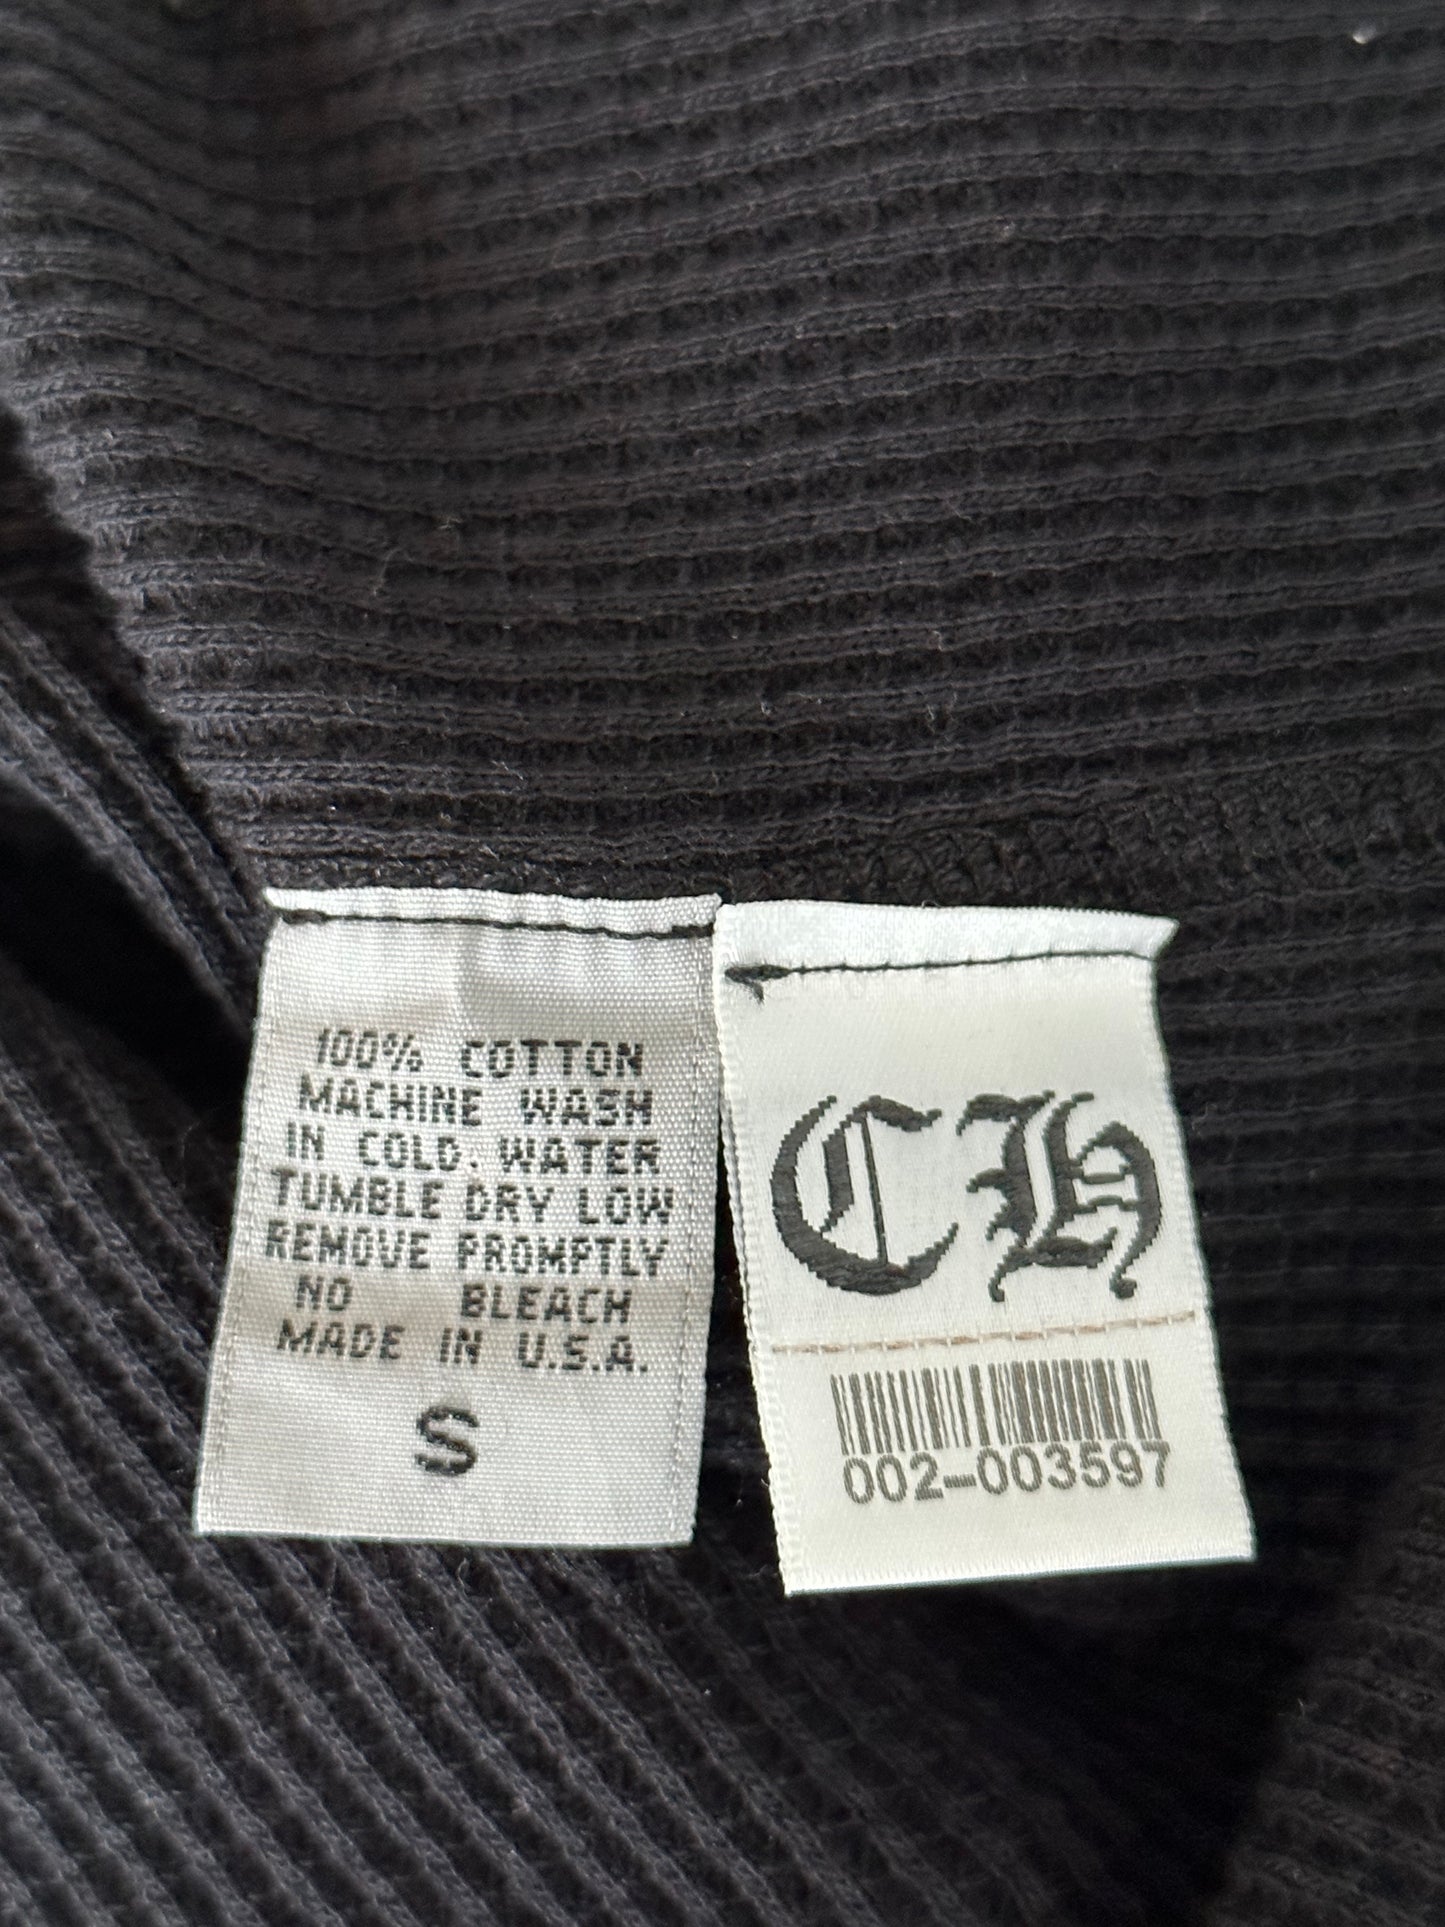 100% COTTON
MACHINE WASH
IN COLD. WATER
TUMBLE DRY LOW
REMOVE PROMPTLY
NO BLEACH
MADE IN U.S.A.
S
CH
002-003597